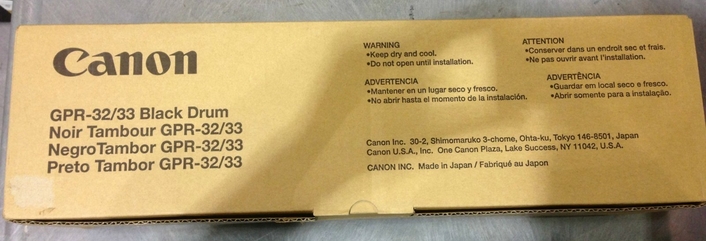 Canon
GPR-32/33 Black Drum
Noir Tambour GPR-32/33
NegroTambor GPR-32/33
Preto Tambor GPR-32/33
WARNING
•Keep dry and cool.
•Do not open until installation.
ADVERTENCIA
•Mantener en un lugar seco y fresco.
•No abrir hasta el momento de la instalación.
ATTENTION
•Conserver dans un endroit sec et frais.
•Ne pas ouvrir avant l'installation.
ADVERTÊNCIA
•Guardar em local seco e fresco.
•Abrir somente para a instalação.
Canon Inc. 30-2, Shimomaruko 3-chome, Ohta-ku, Tokyo 146-8501, Japan
Canon U.S.A., Inc. One Canon Plaza, Lake Success, NY 11042, U.S.A.
CANON INC. Made in Japan / Fabriqué au Japon